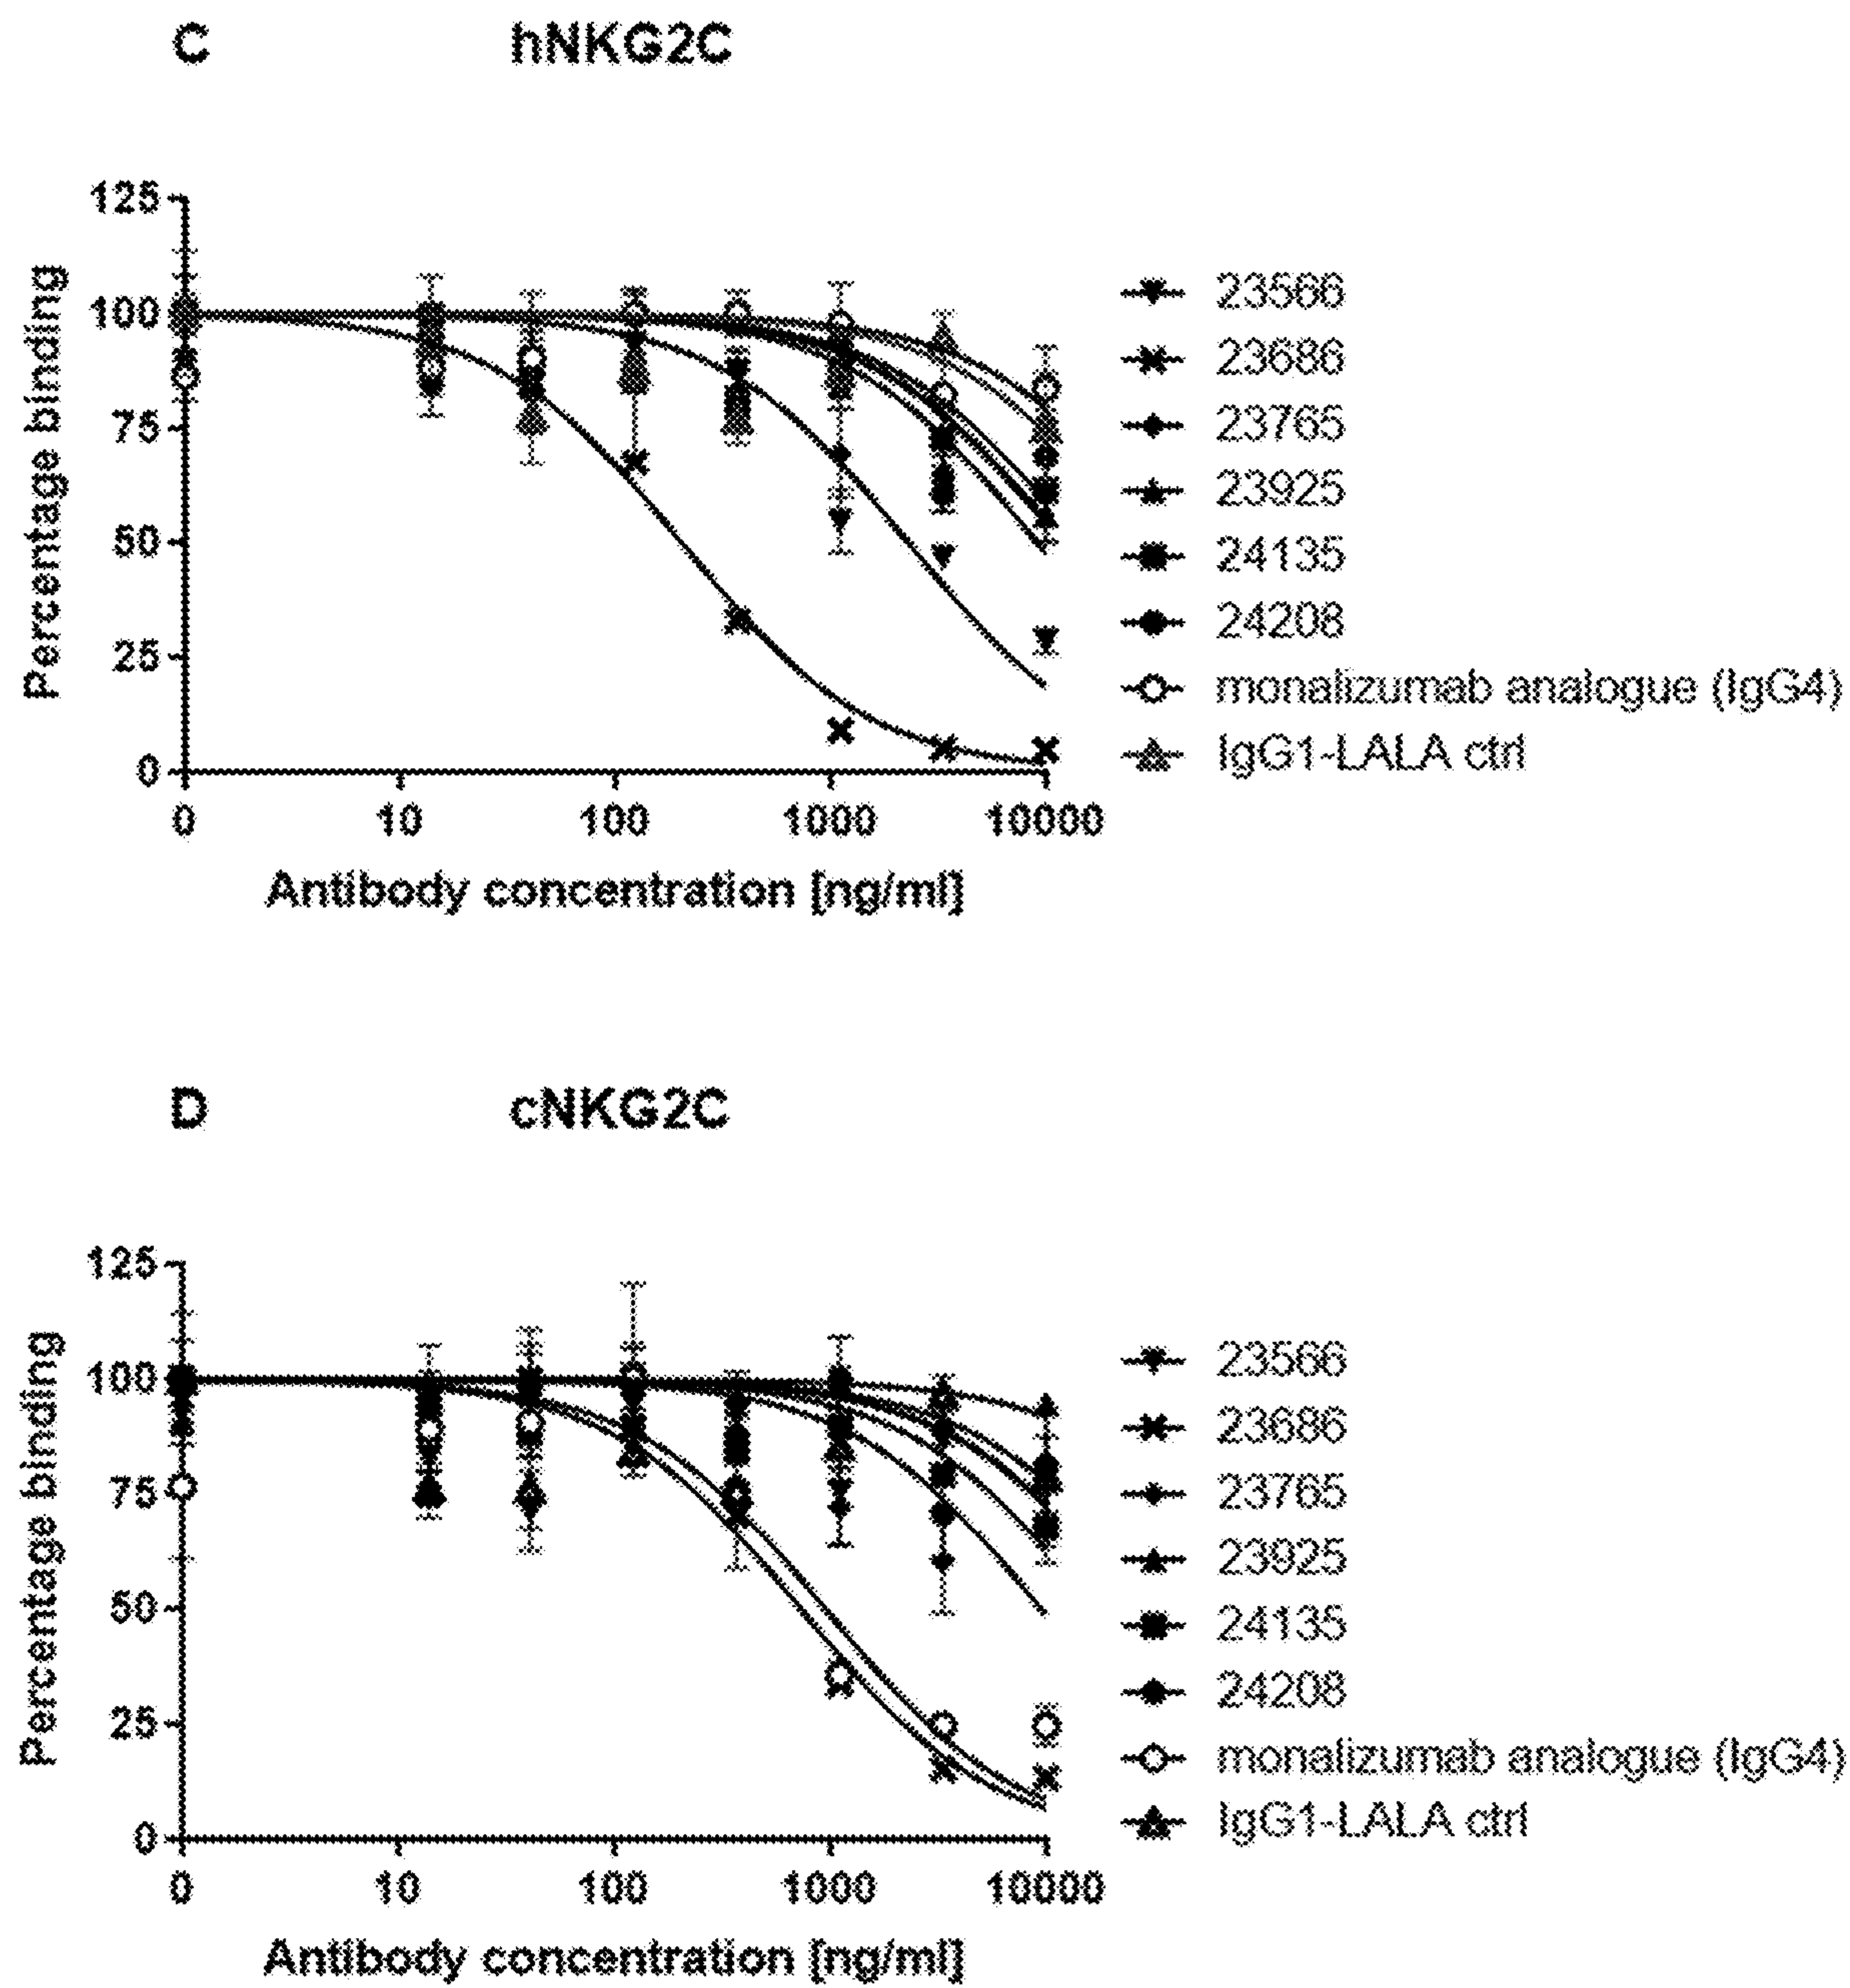 C hNKG2C
125
100
75
50
25
0
Percentage binding
0 10 100 1000 10000
Antibody concentration [ng/ml]
23566
23686
23765
23925
24135
24208
monalizumab analogue (IgG4)
IgG1-LALA ctrl
D cNKG2C
125
100
75
50
25
0
Percentage binding
0 10 100 1000 10000
Antibody concentration [ng/ml]
23566
23686
23765
23925
24135
24208
monalizumab analogue (IgG4)
IgG1-LALA ctrl